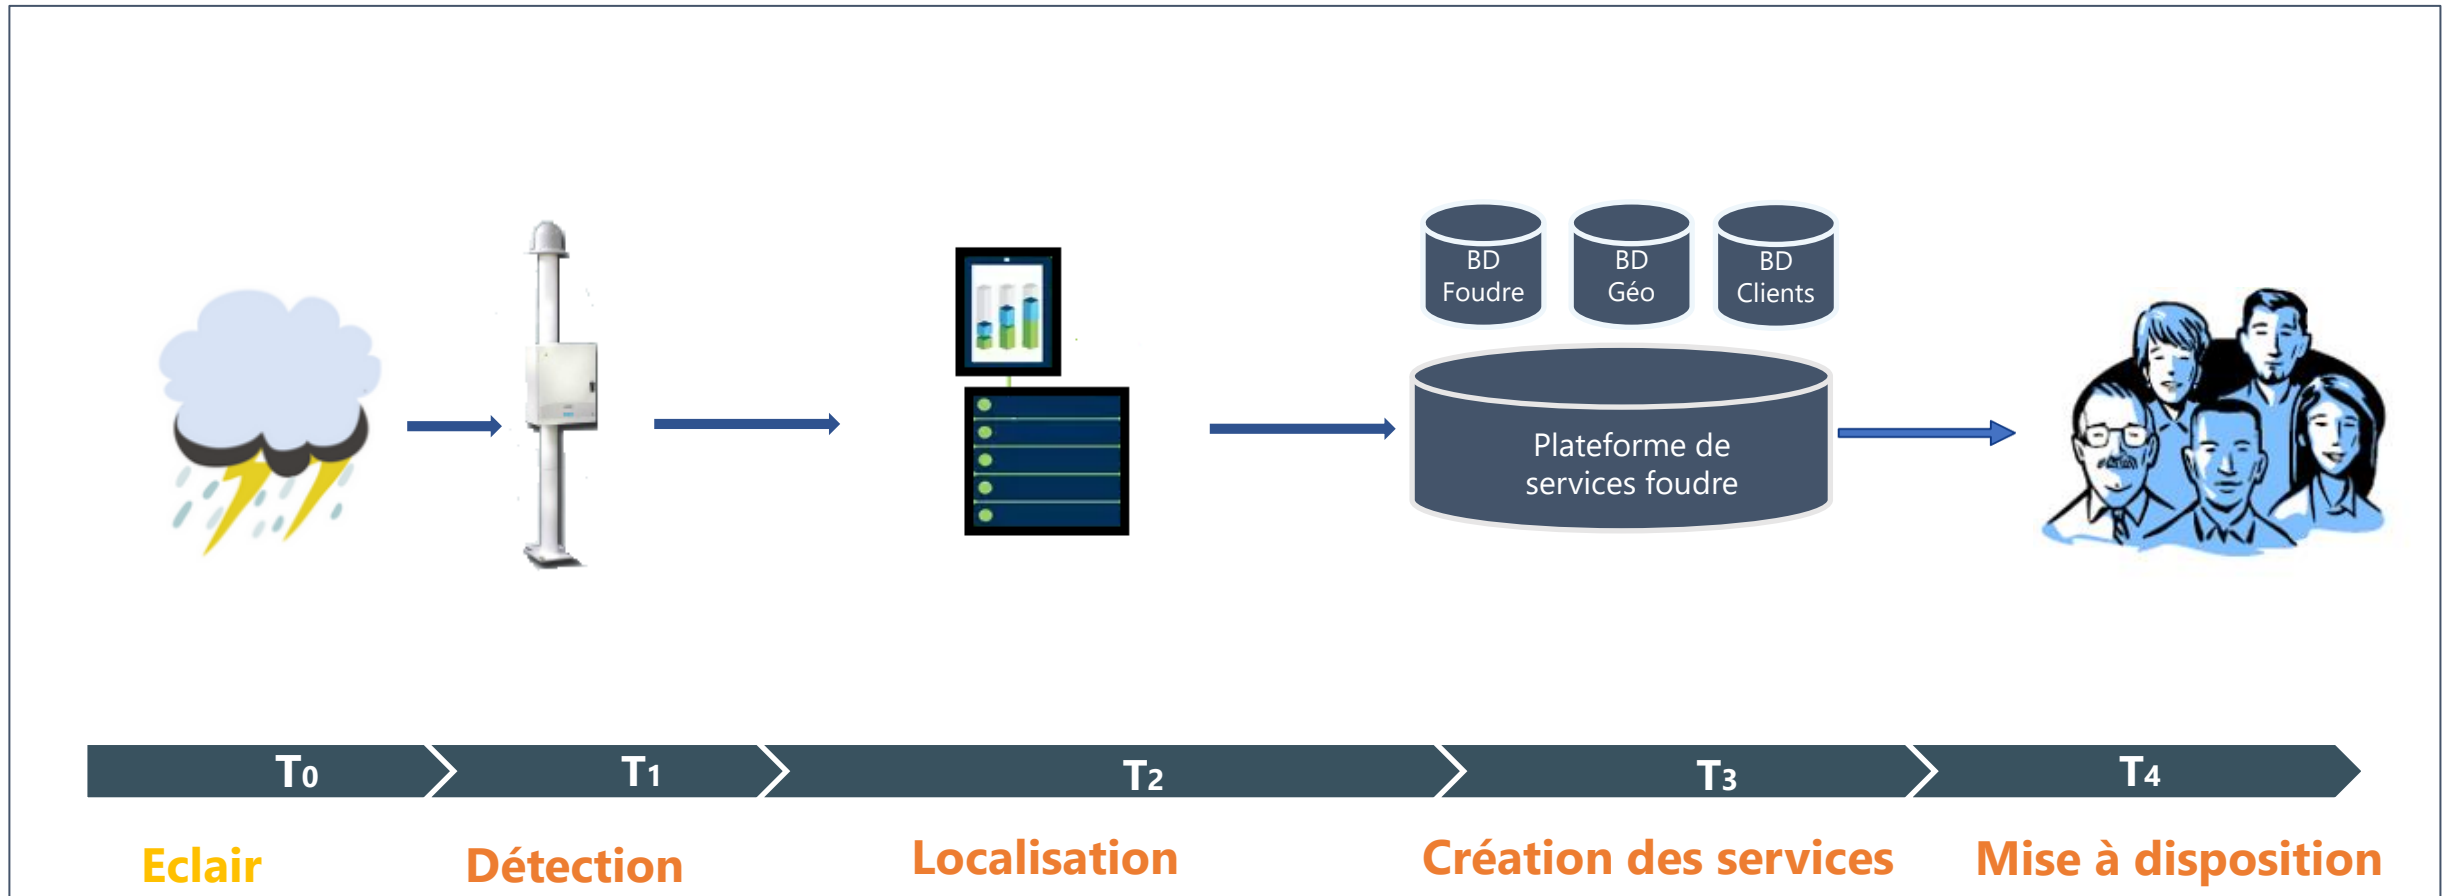 BD
Foudre
BD
Géo
BD
Clients
Plateforme de
services foudre
T0
T1
T2
T3
T4
Eclair
Détection
Localisation
Création des services
Mise à disposition